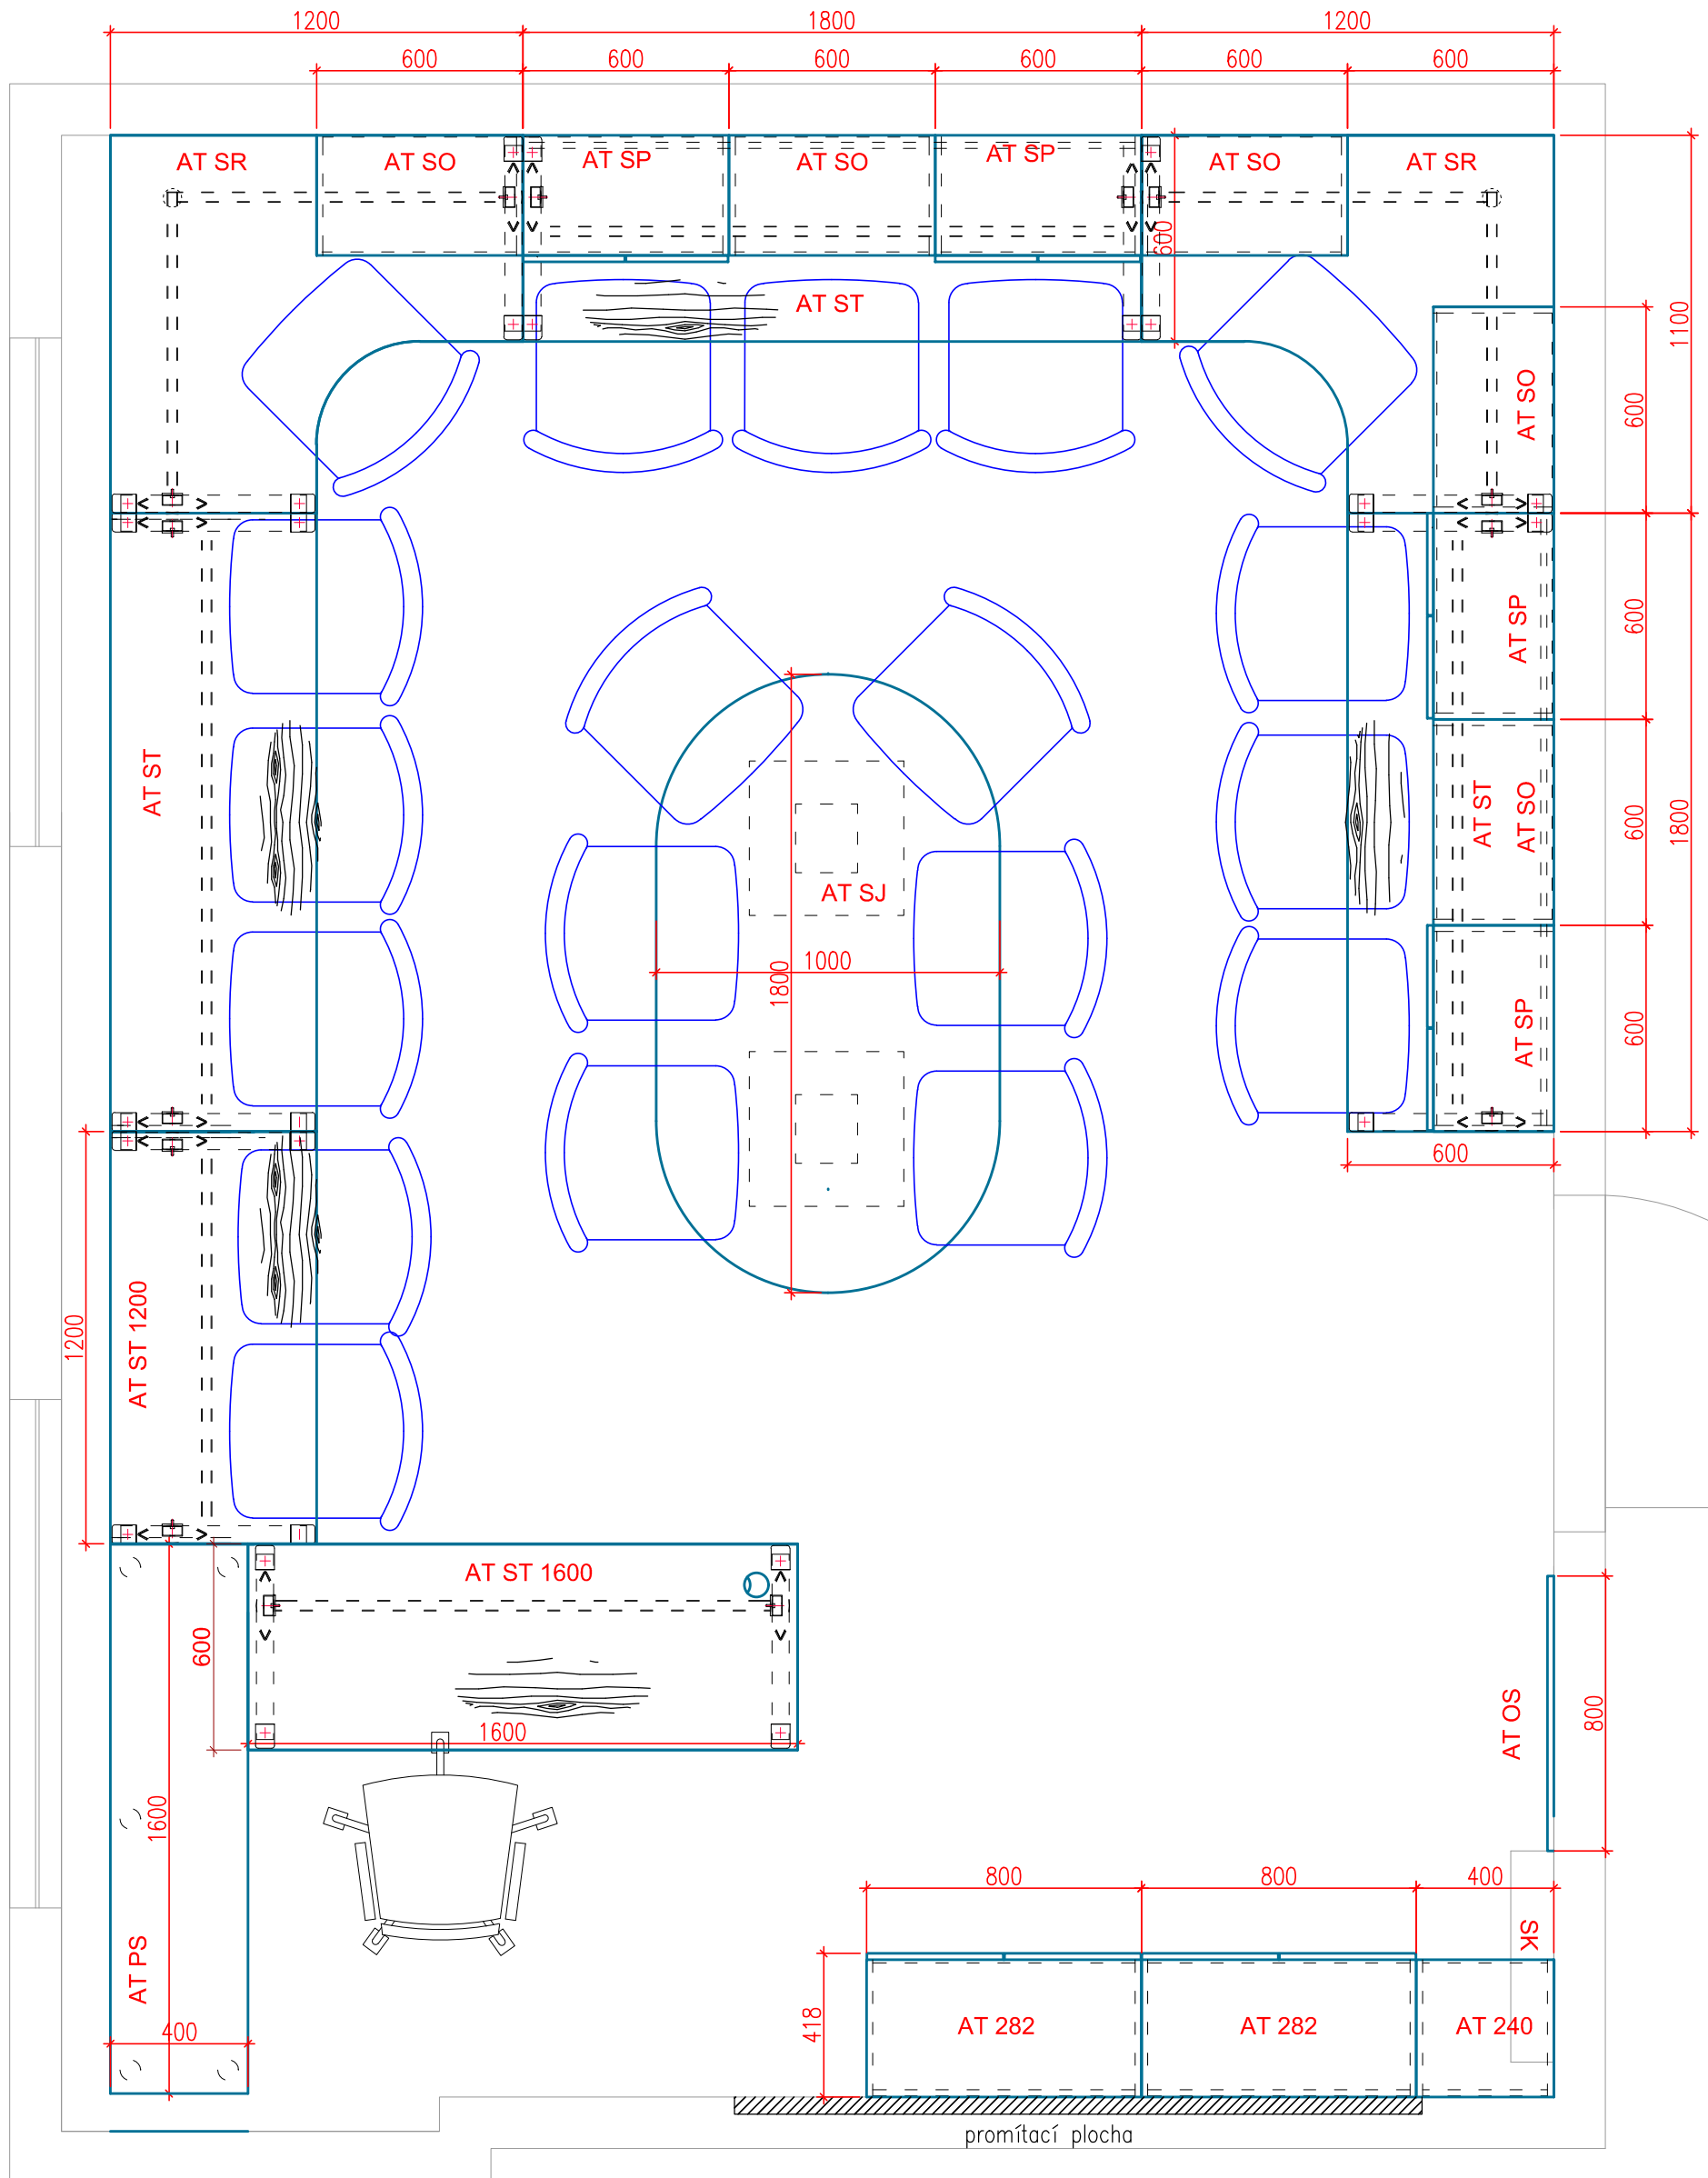 1200 1800 1200
600 600 600 600 600 600
AT SR AT SO AT SP AT SO AT SP AT SO AT SR
600
AT ST
1100
600
AT SO
600
AT SP
AT ST
AT SJ
1000
1800
AT ST
AT SO
600
1800
AT SP
600
600
1200
AT ST 1200
AT ST 1600
600
1600
AT OS
800
1600
AT PS
400
800 800 400
SK
418
AT 282 AT 282 AT 240
promítací plocha